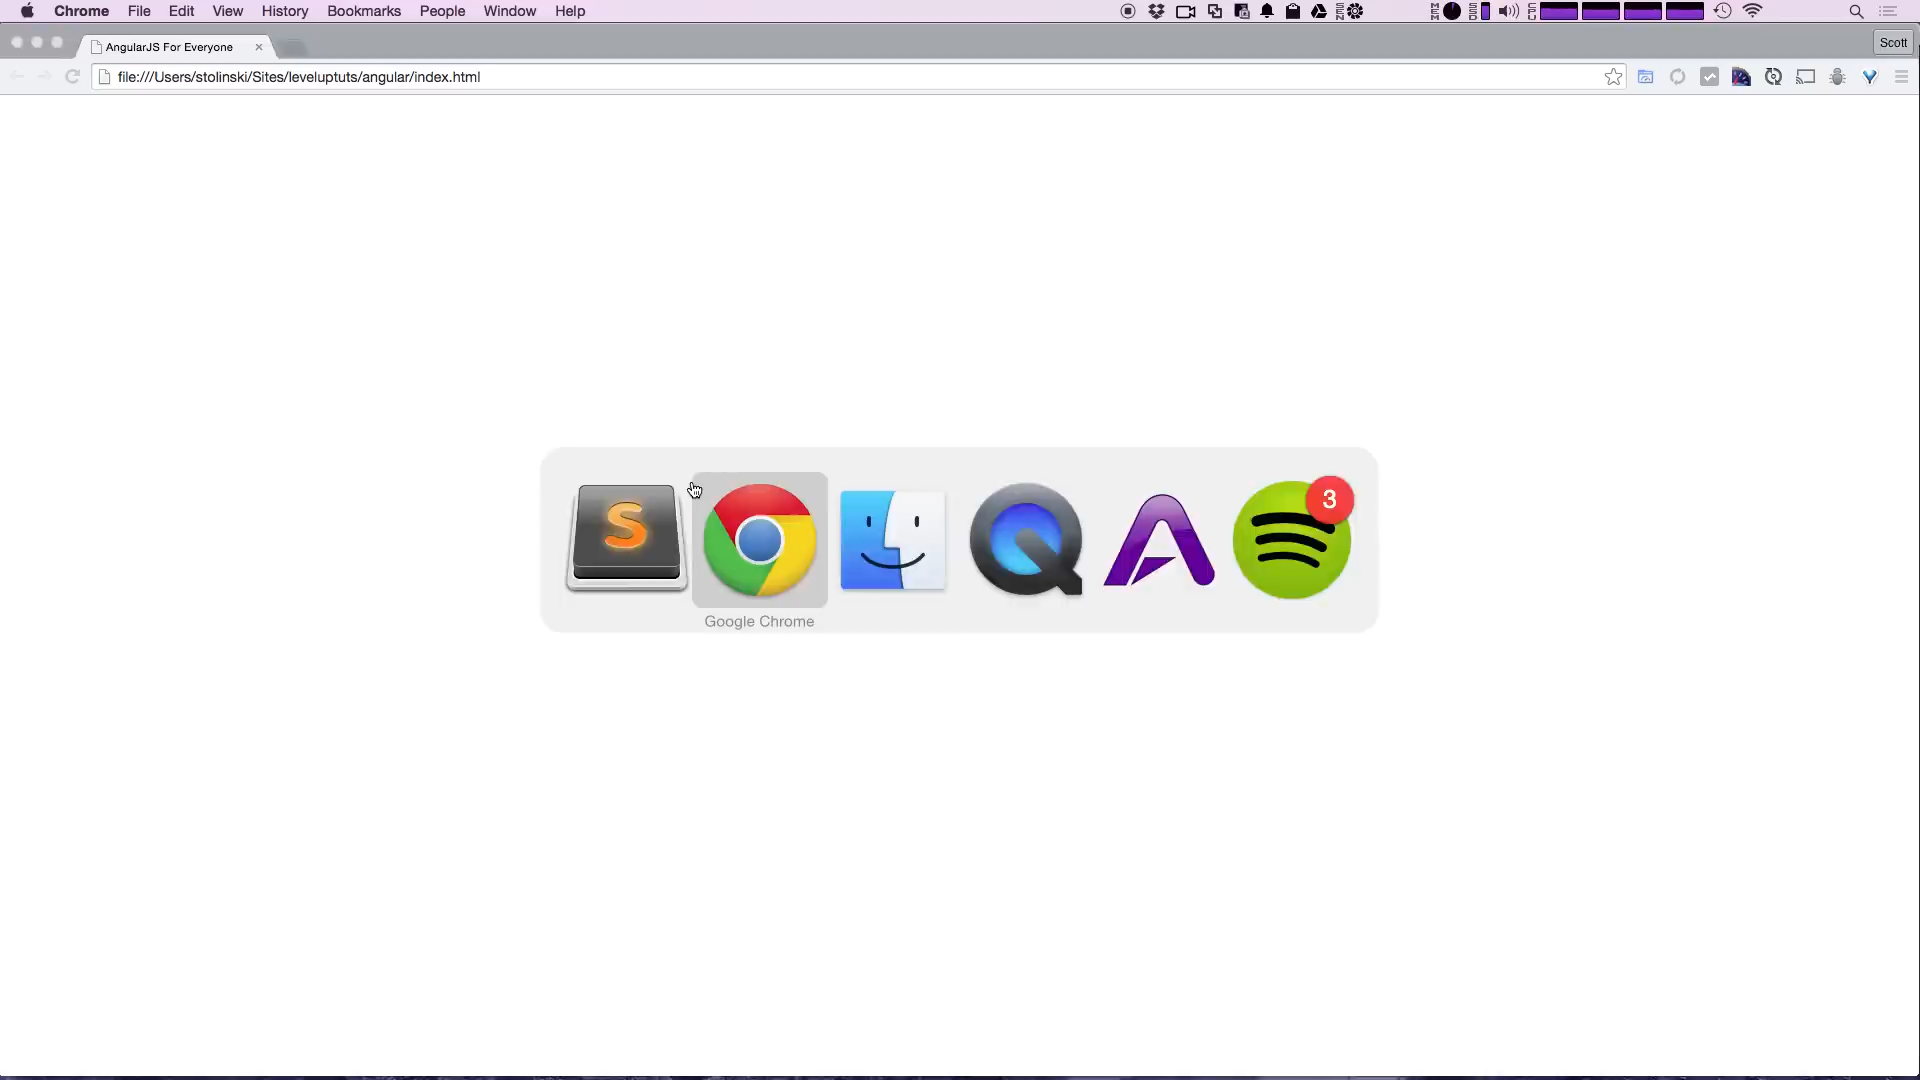 Chrome File Edit View History Bookmarks People Window Help
AngularJS For Everyone
Scott
file:///Users/stolinski/Sites/leveluptuts/angular/index.html
S
3
Google Chrome